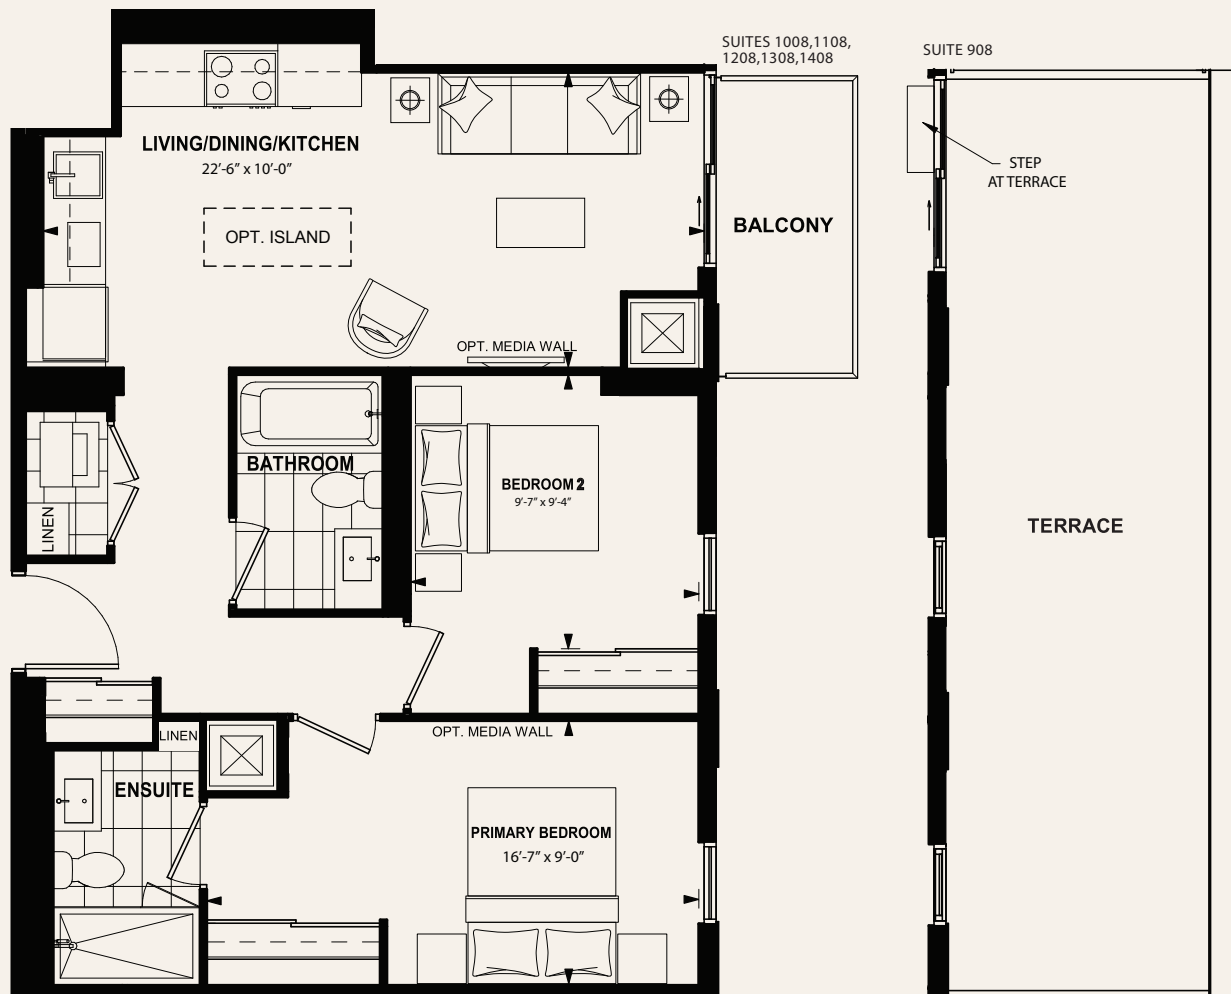 SUITES 1008,1108,
1208,1308,1408
SUITE 908
LIVING/DINING/KITCHEN
22'-6" x 10'-0"
STEP
AT TERRACE
OPT. ISLAND
BALCONY
OPT. MEDIA WALL
BATHROOM
BEDROOM 2
9'-7" x 9'-4"
LINEN
TERRACE
LINEN
OPT. MEDIA WALL
ENSUITE
PRIMARY BEDROOM
16'-7" x 9'-0"